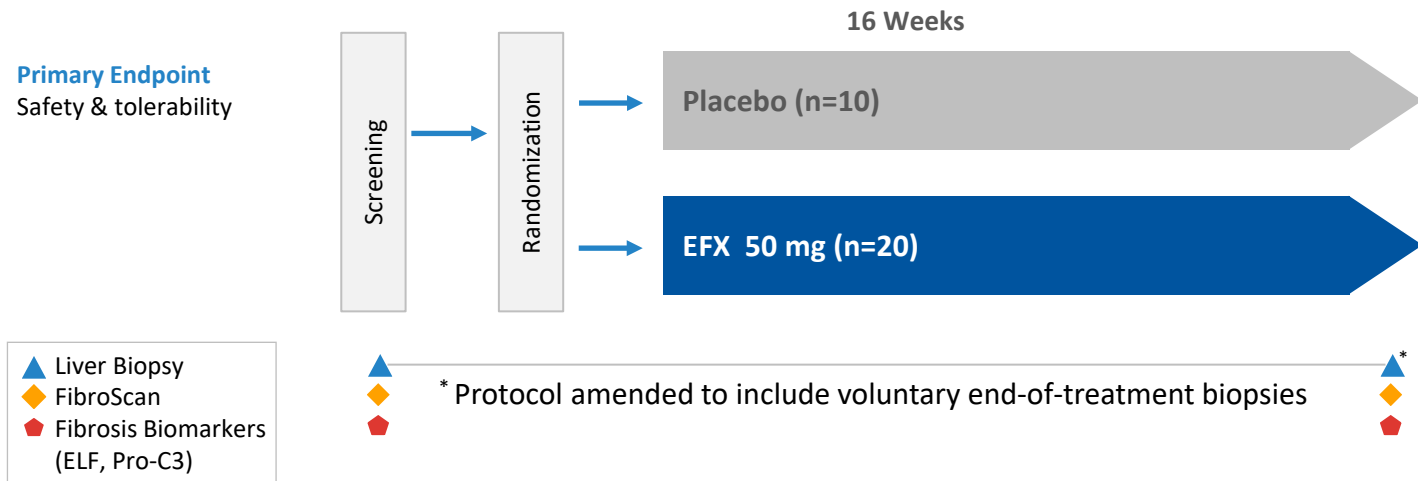 16 Weeks
Primary Endpoint
Safety & tolerability
Screening
Randomization
Placebo (n=10)
EFX 50 mg (n=20)
Liver Biopsy
FibroScan
Fibrosis Biomarkers
(ELF, Pro-C3)
*
* Protocol amended to include voluntary end-of-treatment biopsies